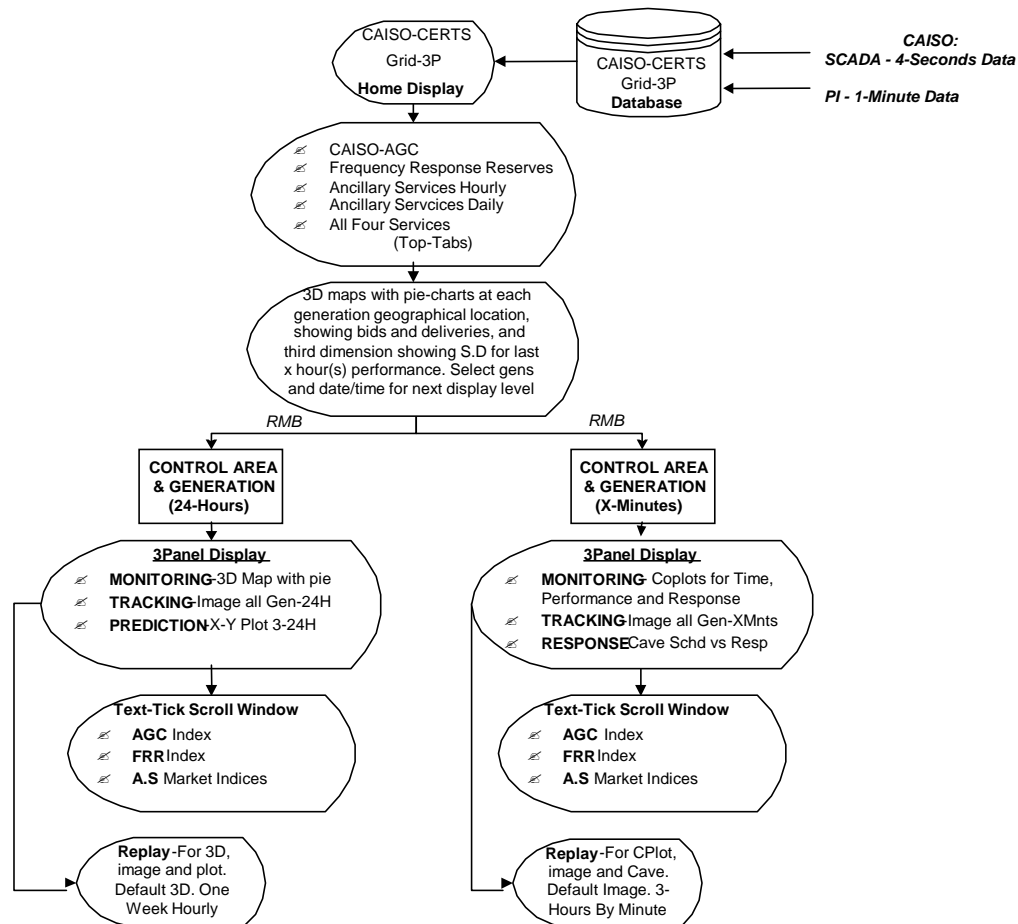 CAISO-CERTS
Grid-3P
Home Display
CAISO-CERTS
Grid-3P
Database
CAISO:
SCADA - 4-Seconds Data
PI - 1-Minute Data
CAISO-AGC
Frequency Response Reserves
Ancillary Services Hourly
Ancillary Servcices Daily
All Four Services
(Top-Tabs)
3D maps with pie-charts at each
generation geographical location,
showing bids and deliveries, and
third dimension showing S.D for last
x hour(s) performance. Select gens
and date/time for next display level
RMB
RMB
CONTROL AREA
& GENERATION
(24-Hours)
3Panel Display
MONITORING-3D Map with pie
TRACKING-Image all Gen-24H
PREDICTION-X-Y Plot 3-24H
Text-Tick Scroll Window
AGC Index
FRR Index
A.S Market Indices
Replay-For 3D,
image and plot.
Default 3D. One
Week Hourly
CONTROL AREA
& GENERATION
(X-Minutes)
3Panel Display
MONITORING- Coplots for Time,
Performance and Response
TRACKING-Image all Gen-XMnts
RESPONSE-Cave Schd vs Resp
Text-Tick Scroll Window
AGC Index
FRR Index
A.S Market Indices
Replay-For CPlot,
image and Cave.
Default Image. 3-
Hours By Minute